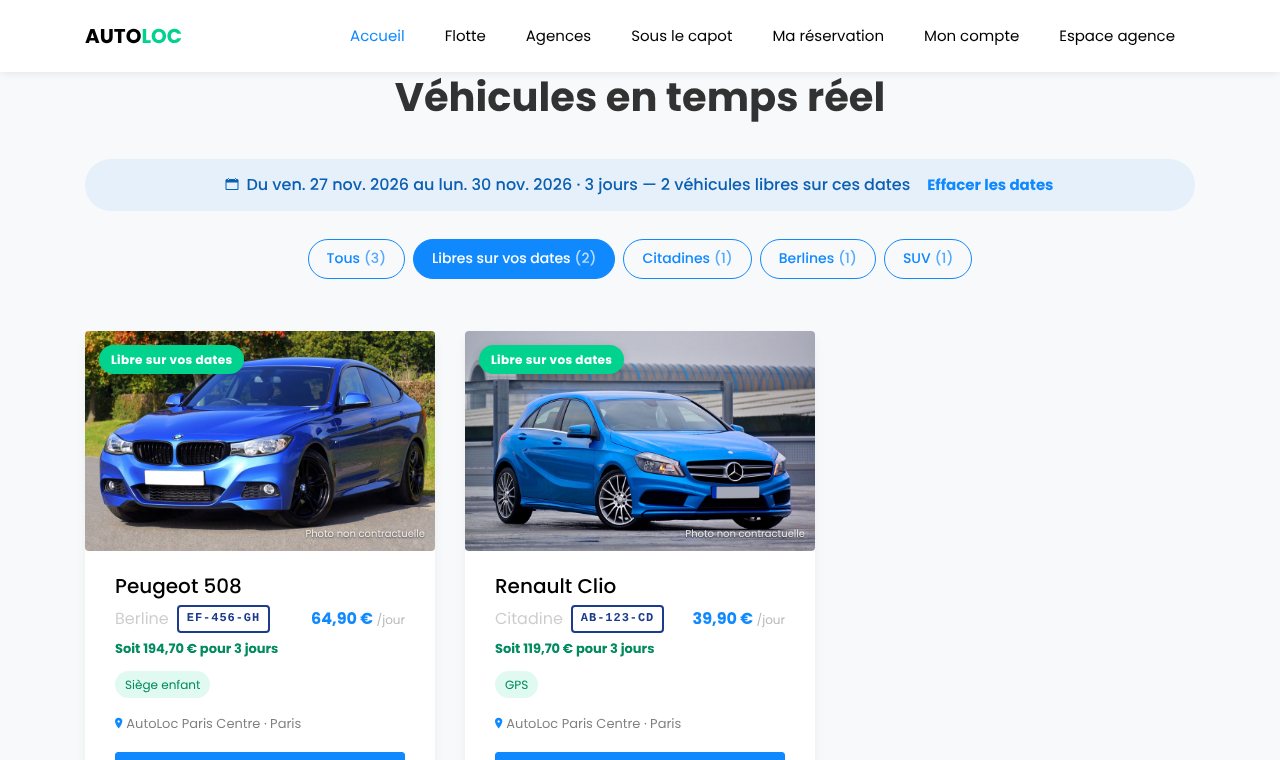 AUTOLOC
Accueil
Flotte
Agences
Sous le capot
Ma réservation
Mon compte
Espace agence
Véhicules en temps réel
Du ven. 27 nov. 2026 au lun. 30 nov. 2026 · 3 jours — 2 véhicules libres sur ces dates Effacer les dates
Tous (3)
Libres sur vos dates (2)
Citadines (1)
Berlines (1)
SUV (1)
Libre sur vos dates
Photo non contractuelle
Peugeot 508
Berline EF-456-GH 64,90 € /jour
Soit 194,70 € pour 3 jours
Siège enfant
AutoLoc Paris Centre · Paris
Libre sur vos dates
Photo non contractuelle
Renault Clio
Citadine AB-123-CD 39,90 € /jour
Soit 119,70 € pour 3 jours
GPS
AutoLoc Paris Centre · Paris